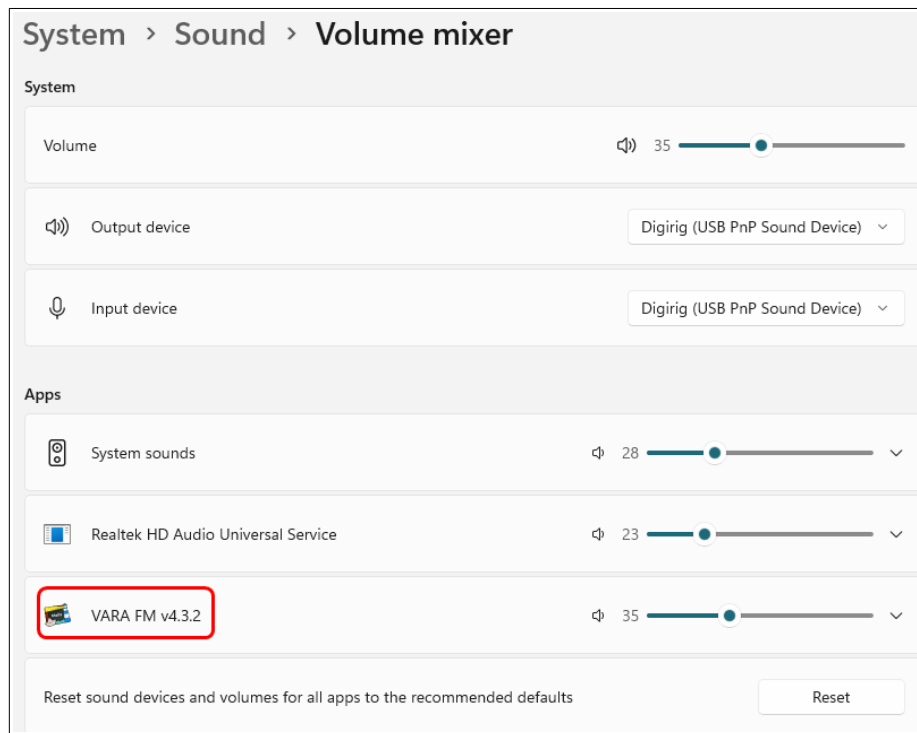 System > Sound > Volume mixer
System
Volume 35
Output device Digirig (USB PnP Sound Device)
Input device Digirig (USB PnP Sound Device)
Apps
System sounds 28
Realtek HD Audio Universal Service 23
VARA FM v4.3.2 35
Reset sound devices and volumes for all apps to the recommended defaults Reset